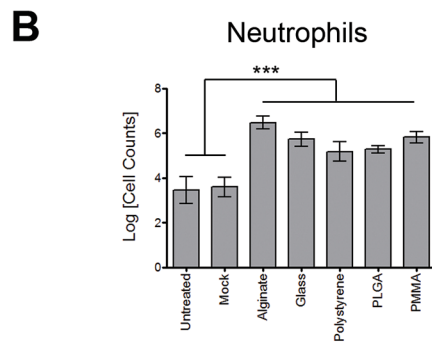 B
Neutrophils
***
Log [Cell Counts]
8
6
4
2
0
Untreated
Mock
Alginate
Glass
Polystyrene
PLGA
PMMA